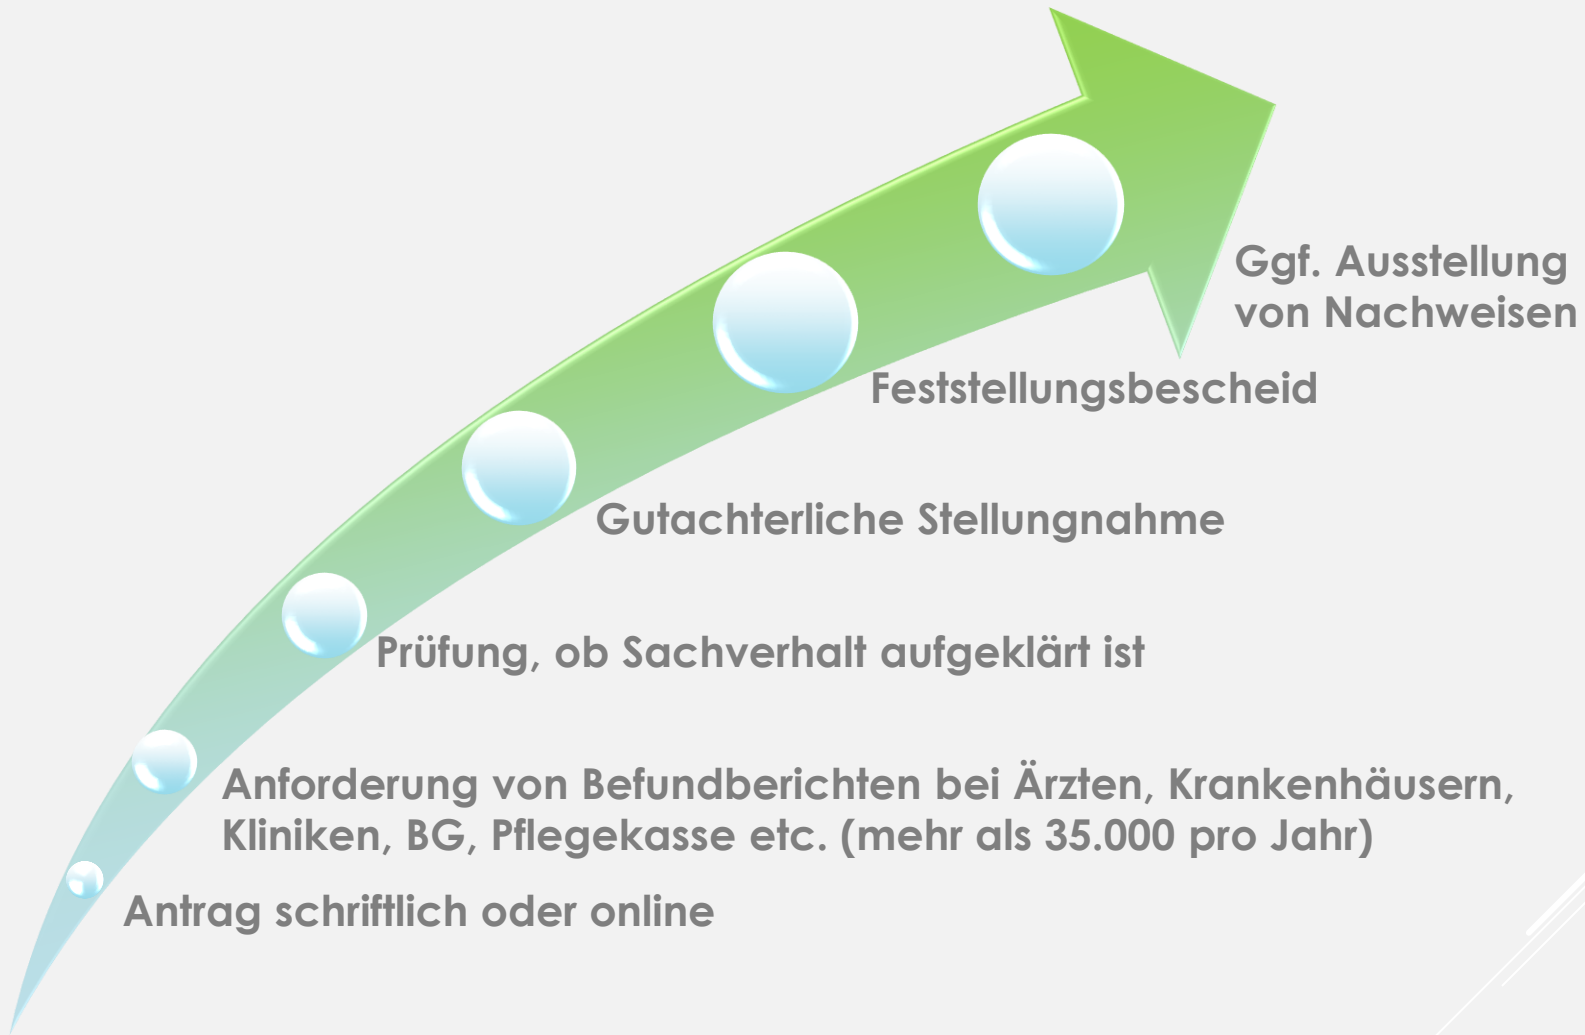 Ggf. Ausstellung
von Nachweisen
Feststellungsbescheid
Gutachterliche Stellungnahme
Prüfung, ob Sachverhalt aufgeklärt ist
Anforderung von Befundberichten bei Ärzten, Krankenhäusern,
Kliniken, BG, Pflegekasse etc. (mehr als 35.000 pro Jahr)
Antrag schriftlich oder online